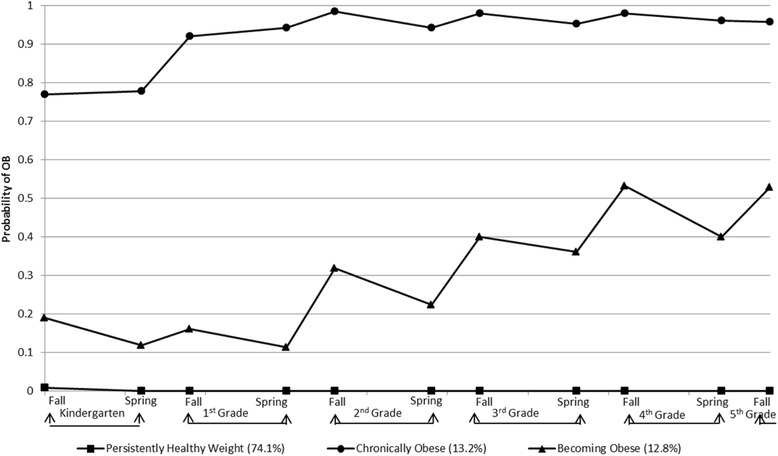 Probability of OB
1
0.9
0.8
0.7
0.6
0.5
0.4
0.3
0.2
0.1
0
Fall Spring Fall Spring Fall Spring Fall Spring Fall Spring Fall
Kindergarten 1st Grade 2nd Grade 3rd Grade 4th Grade 5th Grade
Persistently Healthy Weight (74.1%) Chronically Obese (13.2%) Becoming Obese (12.8%)